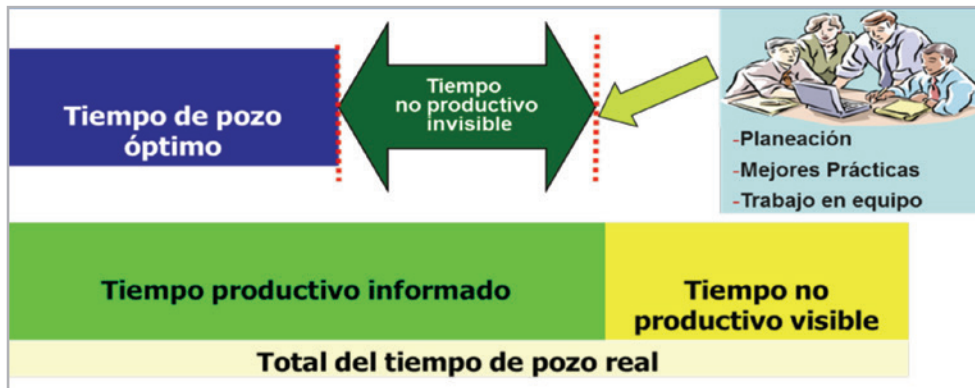 Tiempo de pozo
óptimo
Tiempo
no productivo
invisible
-Planeación
-Mejores Prácticas
-Trabajo en equipo
Tiempo productivo informado
Tiempo no
productivo visible
Total del tiempo de pozo real